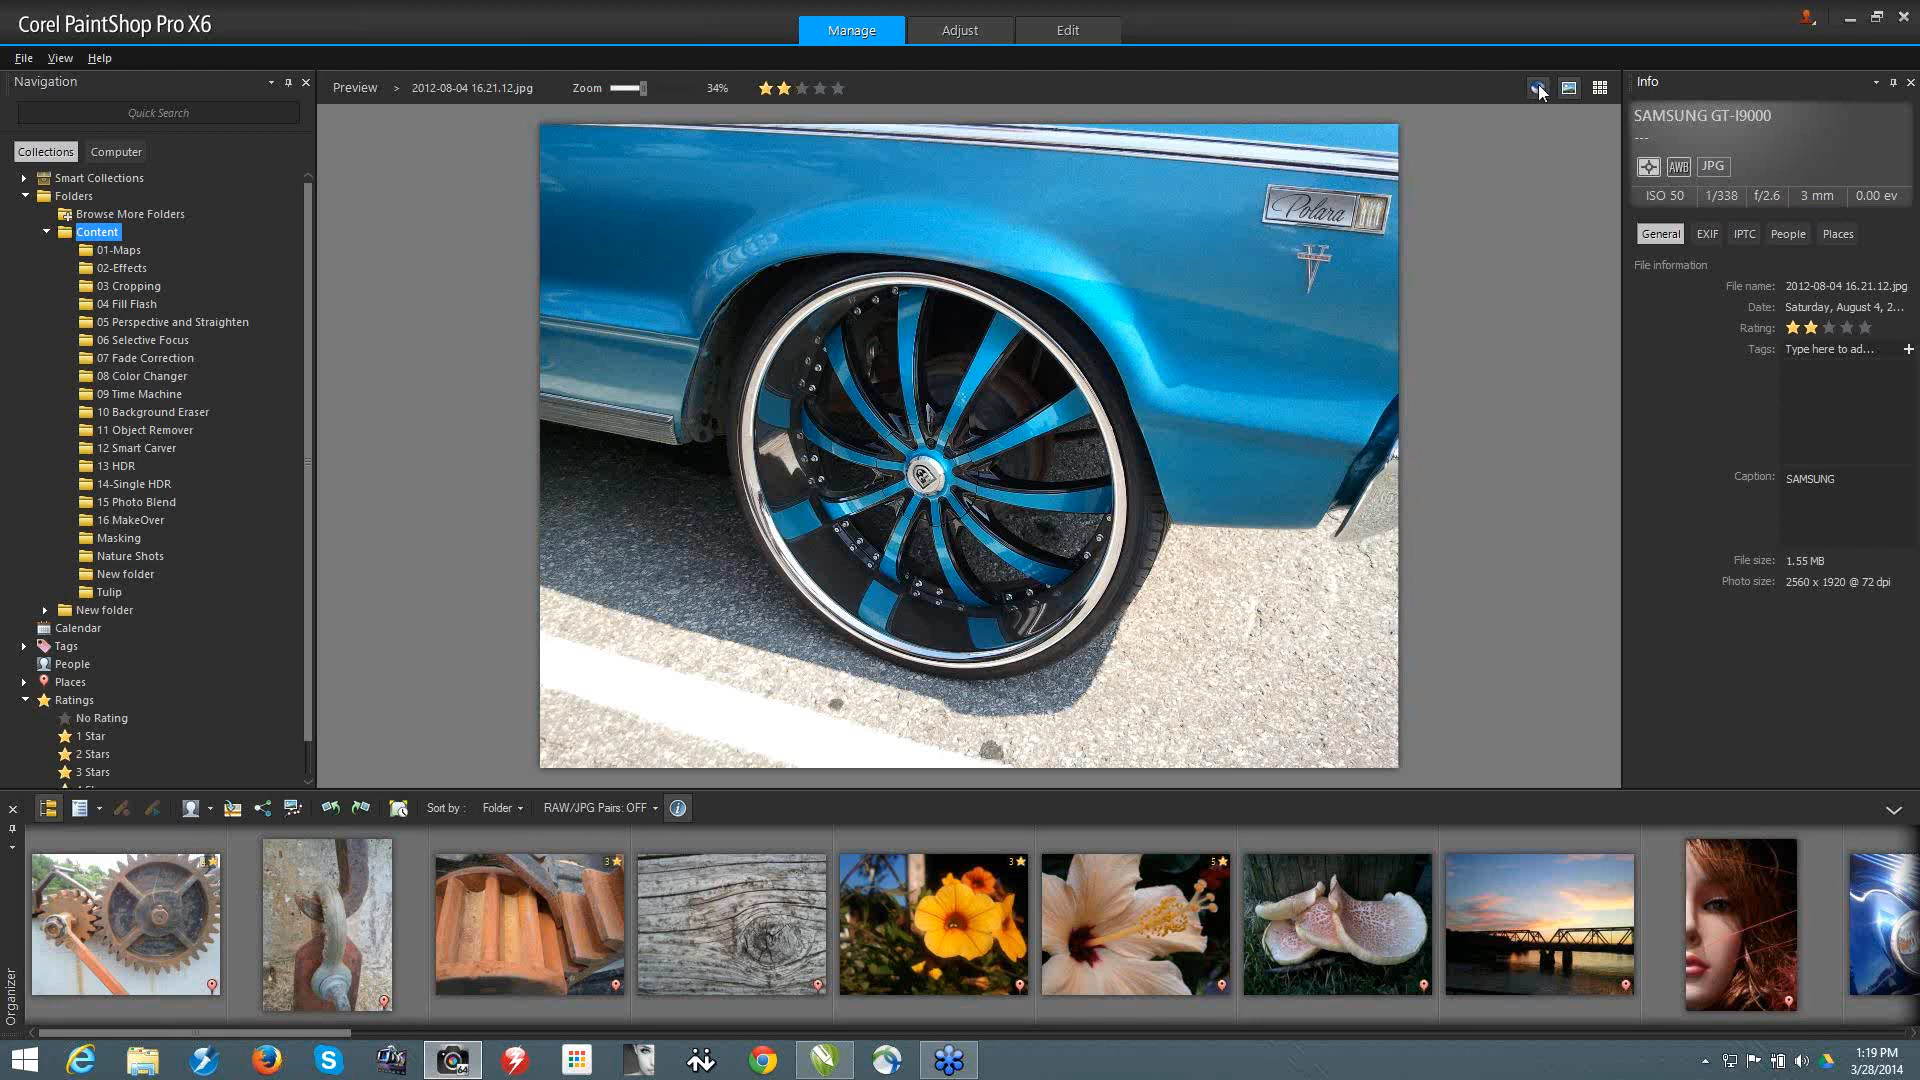 Corel PaintShop Pro X6
Manage
Adjust
Edit
File View Help
Navigation
Quick Search
Collections Computer
Smart Collections
Folders
Browse More Folders
Content
01-Maps
02-Effects
03 Cropping
04 Fill Flash
05 Perspective and Straighten
06 Selective Focus
07 Fade Correction
08 Color Changer
09 Time Machine
10 Background Eraser
11 Object Remover
12 Smart Carver
13 HDR
14-Single HDR
15 Photo Blend
16 MakeOver
Masking
Nature Shots
New folder
Tulip
New folder
Calendar
Tags
People
Places
Ratings
No Rating
1 Star
2 Stars
3 Stars
Preview > 2012-08-04 16.21.12.jpg Zoom 34%
Polara
Info
SAMSUNG GT-I9000
---
AWB JPG
ISO 50 1/338 f/2.6 3 mm 0.00 ev
General EXIF IPTC People Places
File information
File name: 2012-08-04 16.21.12.jpg
Date: Saturday, August 4, 2...
Rating:
Tags: Type here to ad... +
Caption: SAMSUNG
File size: 1.55 MB
Photo size: 2560 x 1920 @ 72 dpi
Sort by : Folder RAW/JPG Pairs: OFF
3
3
5
Organizer
64
1:19 PM
3/28/2014